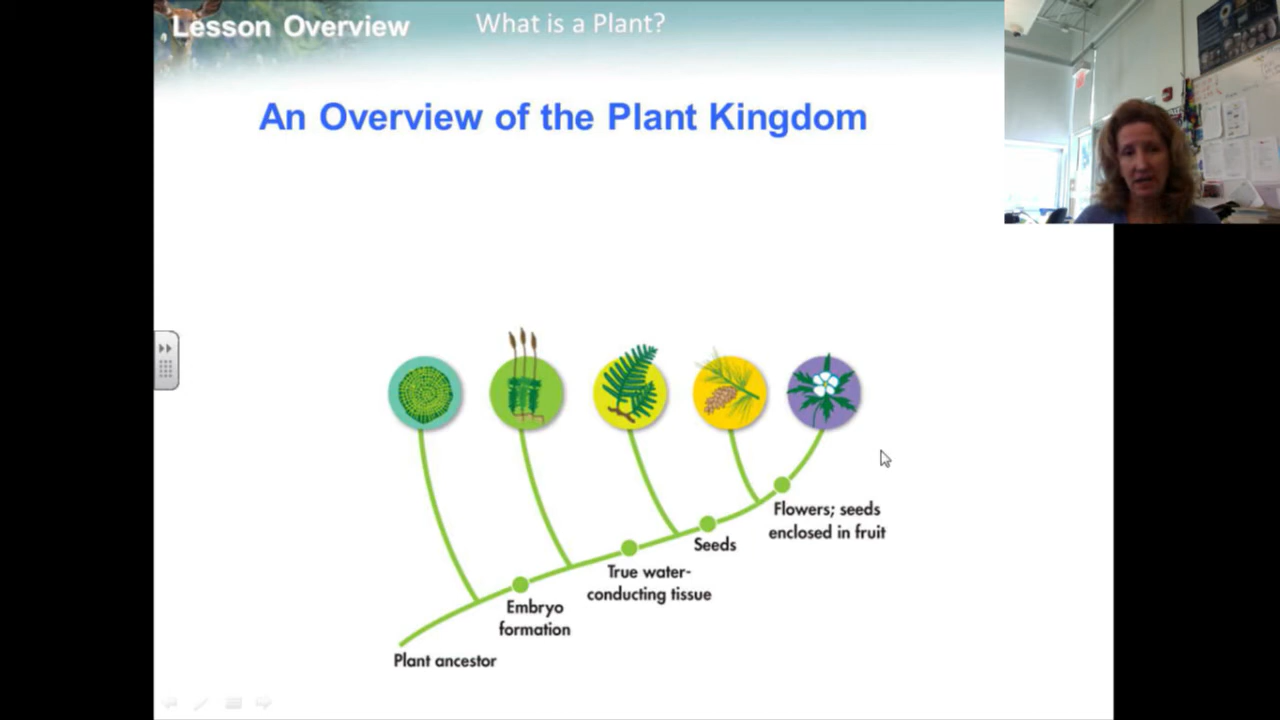 Lesson Overview
What is a Plant?
An Overview of the Plant Kingdom
Flowers; seeds
enclosed in fruit
Seeds
True water-
conducting tissue
Embryo
formation
Plant ancestor